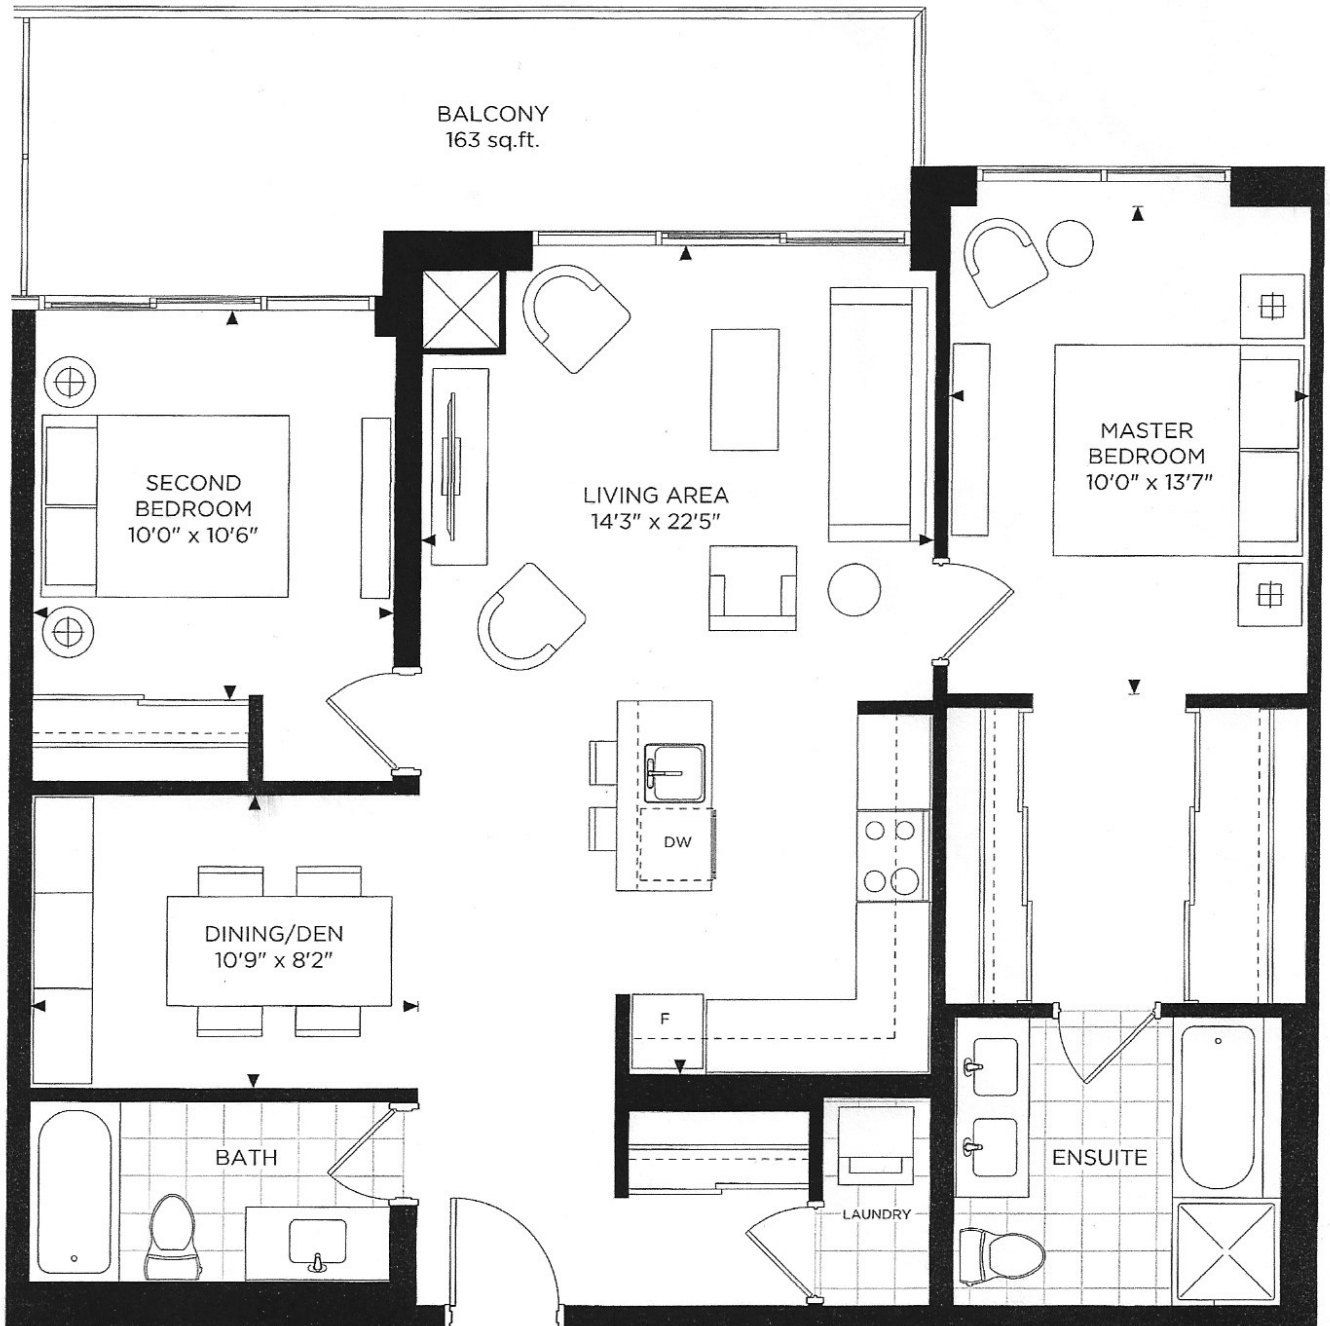 BALCONY
163 sq.ft.
SECOND
BEDROOM
10'0" x 10'6"
LIVING AREA
14'3" x 22'5"
MASTER
BEDROOM
10'0" x 13'7"
DW
DINING/DEN
10'9" x 8'2"
F
BATH
LAUNDRY
ENSUITE